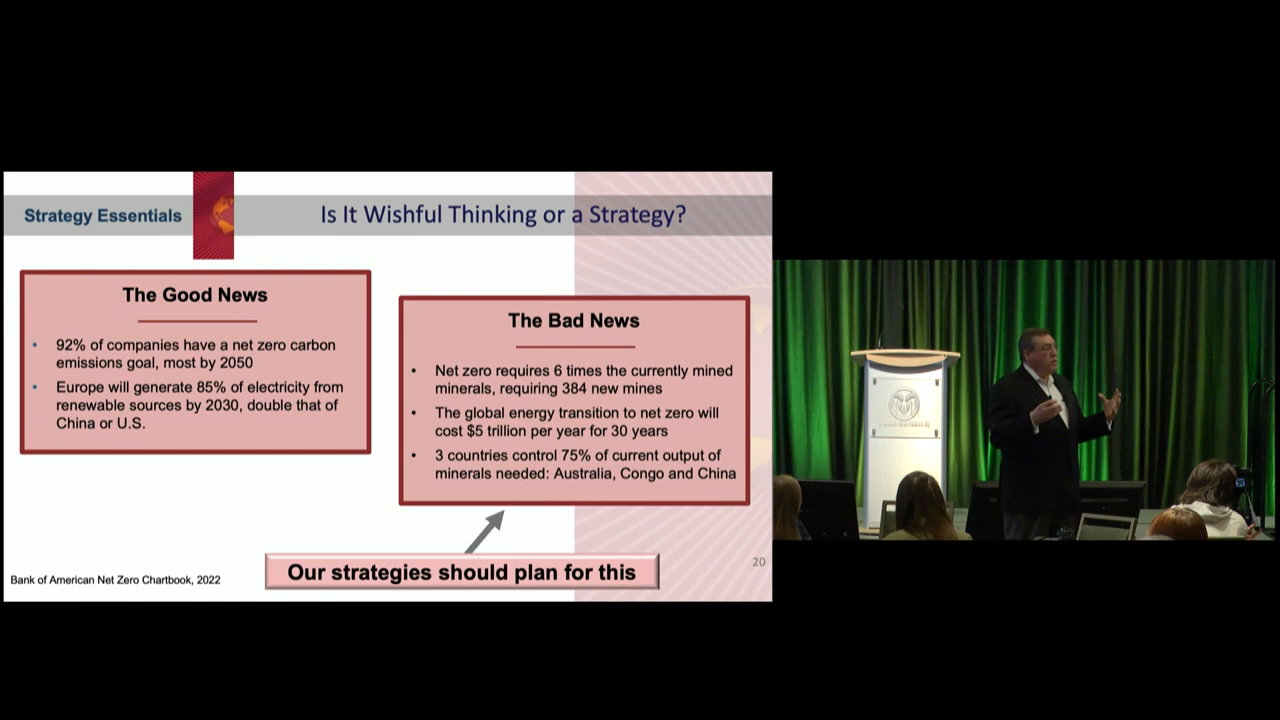 Strategy Essentials
Is It Wishful Thinking or a Strategy?
The Good News
• 92% of companies have a net zero carbon
emissions goal, most by 2050
• Europe will generate 85% of electricity from
renewable sources by 2030, double that of
China or U.S.
The Bad News
• Net zero requires 6 times the currently mined
minerals, requiring 384 new mines
• The global energy transition to net zero will
cost $5 trillion per year for 30 years
• 3 countries control 75% of current output of
minerals needed: Australia, Congo and China
Our strategies should plan for this
Bank of American Net Zero Chartbook, 2022
20